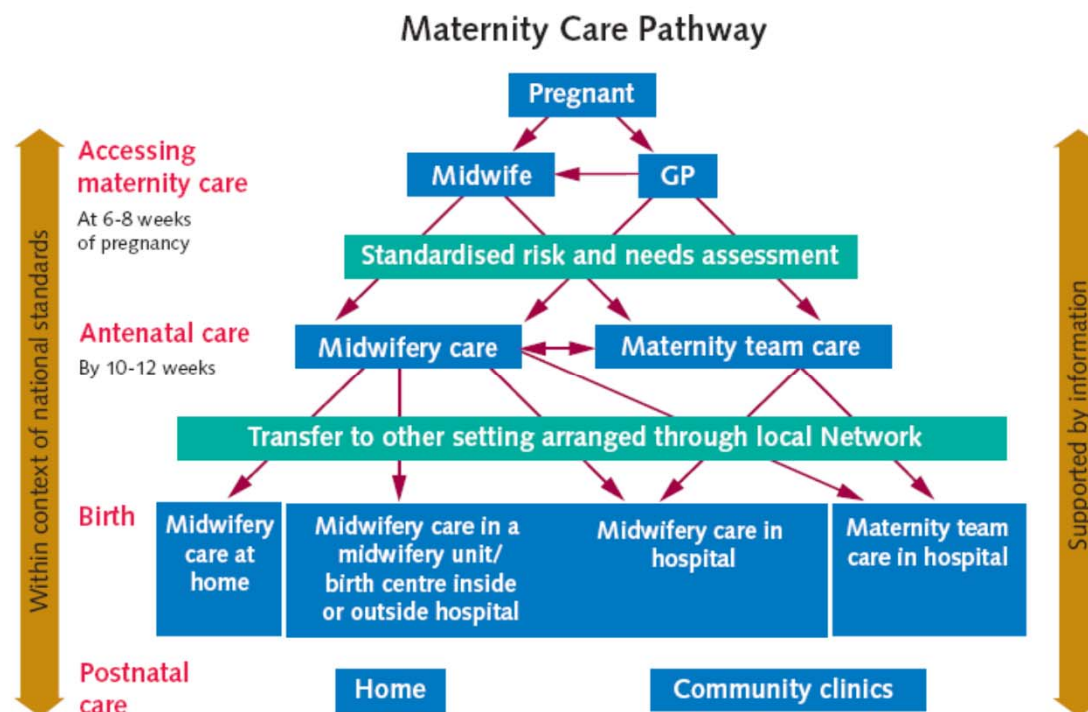 Maternity Care Pathway
Pregnant
Accessing
maternity care
At 6-8 weeks
of pregnancy
Midwife
GP
Standardised risk and needs assessment
Antenatal care
By 10-12 weeks
Midwifery care
Maternity team care
Transfer to other setting arranged through local Network
Birth
Midwifery
care at
home
Midwifery care in a
midwifery unit/
birth centre inside
or outside hospital
Midwifery care in
hospital
Maternity team
care in hospital
Postnatal
care
Home
Community clinics
Within context of national standards
Supported by information